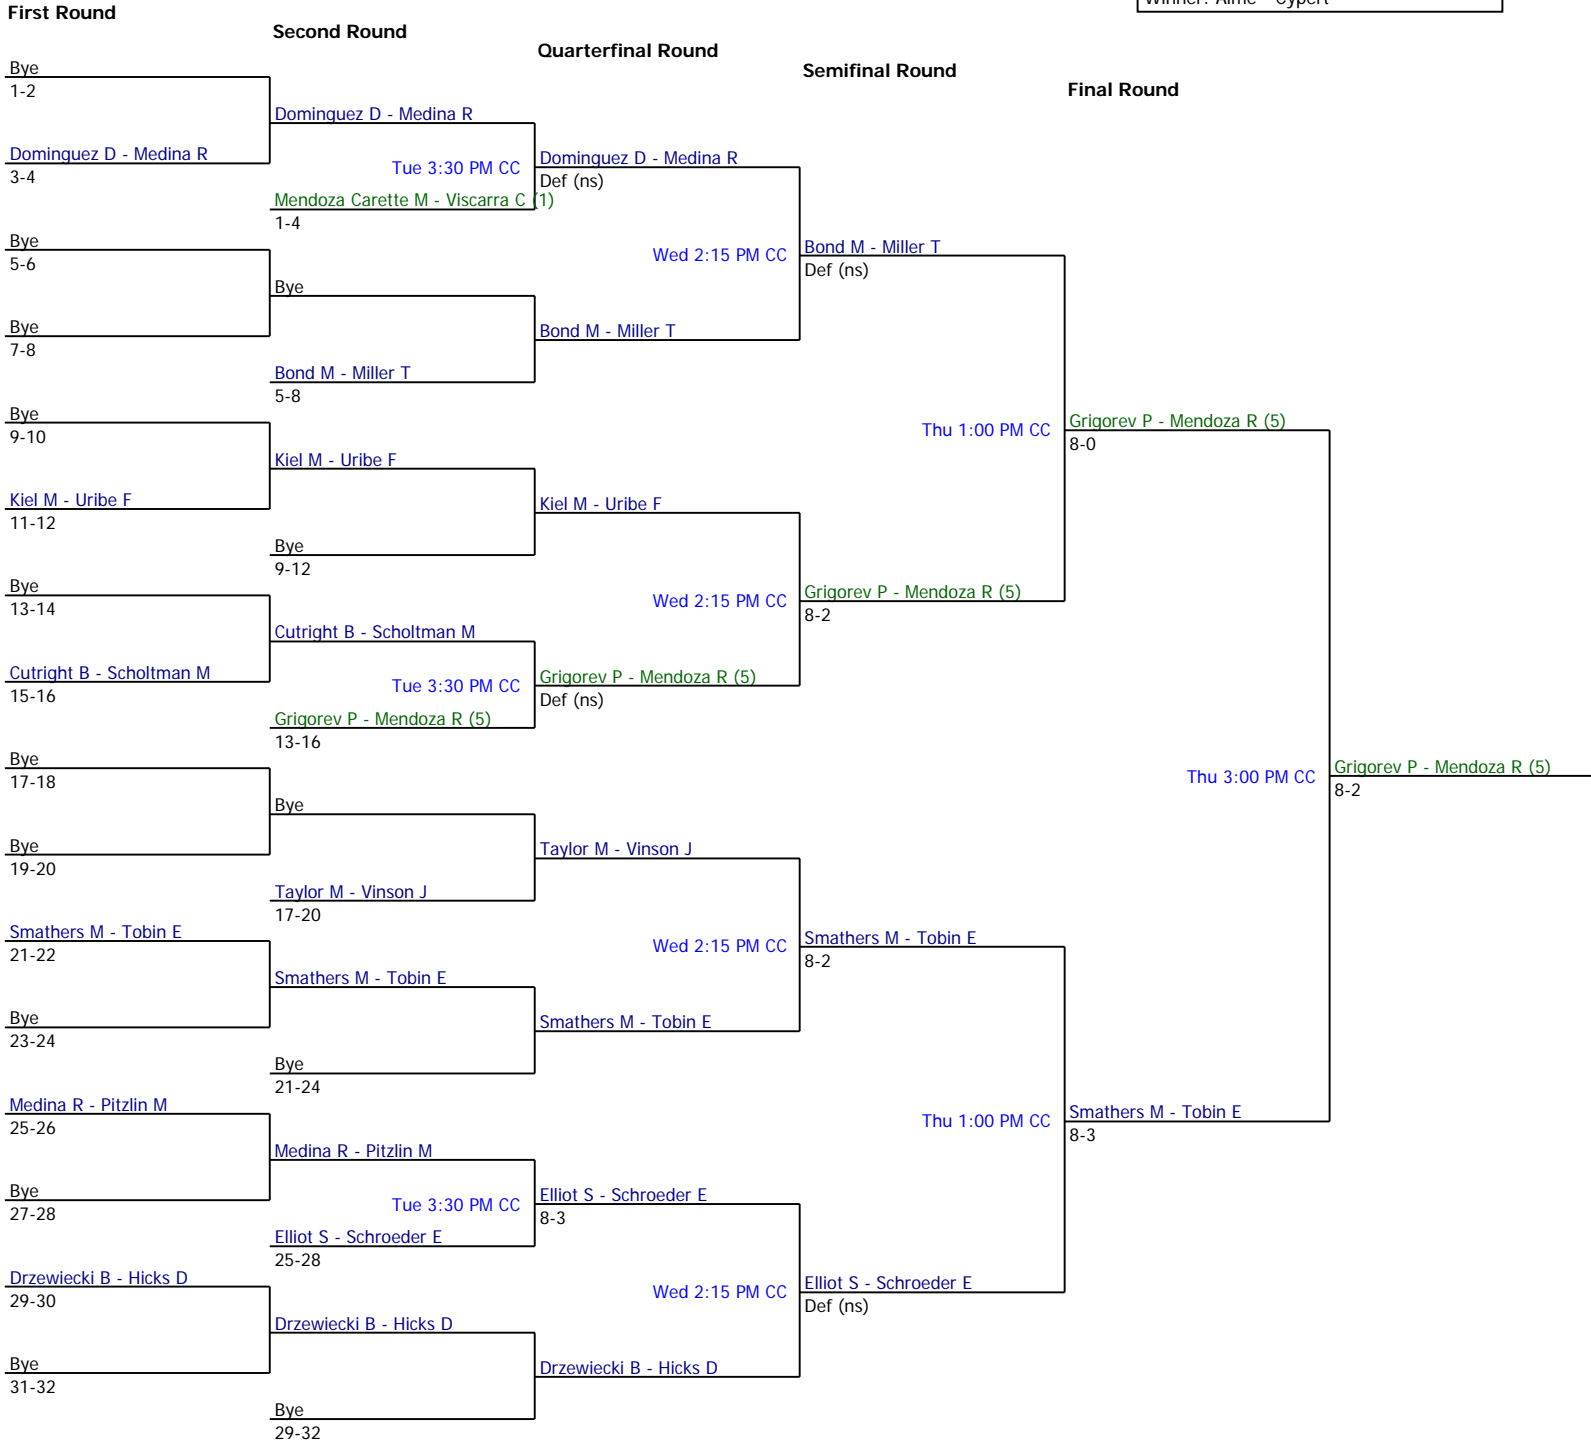 Winner: Alme - Cypert
First Round
Second Round
Quarterfinal Round
Semifinal Round
Final Round
Bye
1-2
Dominguez D - Medina R
3-4
Bye
5-6
Bye
7-8
Bye
9-10
Kiel M - Uribe F
11-12
Bye
13-14
Cutright B - Scholtman M
15-16
Bye
17-18
Bye
19-20
Smathers M - Tobin E
21-22
Bye
23-24
Medina R - Pitzlin M
25-26
Bye
27-28
Drzewiecki B - Hicks D
29-30
Bye
31-32
Dominguez D - Medina R
Tue 3:30 PM CC
Mendoza Carette M - Viscarra C (1)
1-4
Bye
Bond M - Miller T
5-8
Kiel M - Uribe F
Bye
9-12
Cutright B - Scholtman M
Tue 3:30 PM CC
Grigorev P - Mendoza R (5)
13-16
Bye
Taylor M - Vinson J
17-20
Smathers M - Tobin E
Bye
21-24
Medina R - Pitzlin M
Tue 3:30 PM CC
Elliot S - Schroeder E
25-28
Drzewiecki B - Hicks D
Bye
29-32
Dominguez D - Medina R
Def (ns)
Wed 2:15 PM CC
Bond M - Miller T
Kiel M - Uribe F
Wed 2:15 PM CC
Grigorev P - Mendoza R (5)
Def (ns)
Taylor M - Vinson J
Wed 2:15 PM CC
Smathers M - Tobin E
Elliot S - Schroeder E
8-3
Wed 2:15 PM CC
Drzewiecki B - Hicks D
Bond M - Miller T
Def (ns)
Thu 1:00 PM CC
Grigorev P - Mendoza R (5)
8-2
Smathers M - Tobin E
8-2
Thu 1:00 PM CC
Elliot S - Schroeder E
Def (ns)
Grigorev P - Mendoza R (5)
8-0
Thu 3:00 PM CC
Smathers M - Tobin E
8-3
Grigorev P - Mendoza R (5)
8-2